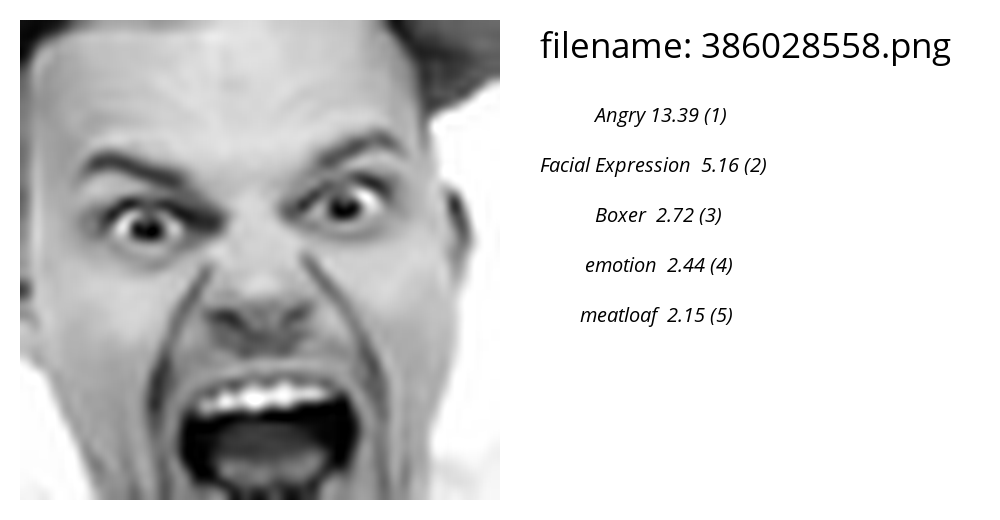 filename: 386028558.png
Angry 13.39 (1)
Facial Expression  5.16 (2)
Boxer  2.72 (3)
emotion  2.44 (4)
meatloaf  2.15 (5)